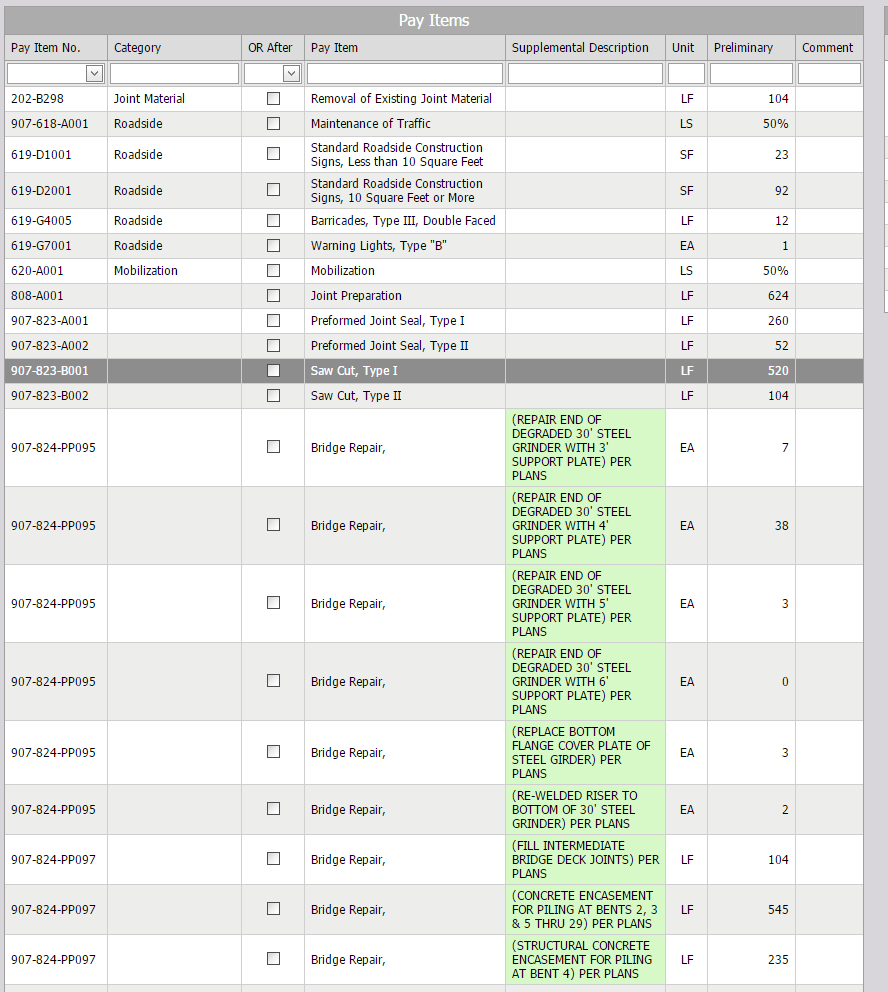 Pay Items
Pay Item No. Category OR After Pay Item Supplemental Description Unit Preliminary Comment
202-B298 Joint Material Removal of Existing Joint Material LF 104
907-618-A001 Roadside Maintenance of Traffic LS 50%
619-D1001 Roadside Standard Roadside Construction
Signs, Less than 10 Square Feet SF 23
619-D2001 Roadside Standard Roadside Construction
Signs, 10 Square Feet or More SF 92
619-G4005 Roadside Barricades, Type III, Double Faced LF 12
619-G7001 Roadside Warning Lights, Type "B" EA 1
620-A001 Mobilization Mobilization LS 50%
808-A001 Joint Preparation LF 624
907-823-A001 Preformed Joint Seal, Type I LF 260
907-823-A002 Preformed Joint Seal, Type II LF 52
907-823-B001 Saw Cut, Type I LF 520
907-823-B002 Saw Cut, Type II LF 104
907-824-PP095 Bridge Repair, (REPAIR END OF
DEGRADED 30' STEEL
GRINDER WITH 3'
SUPPORT PLATE) PER
PLANS EA 7
907-824-PP095 Bridge Repair, (REPAIR END OF
DEGRADED 30' STEEL
GRINDER WITH 4'
SUPPORT PLATE) PER
PLANS EA 38
907-824-PP095 Bridge Repair, (REPAIR END OF
DEGRADED 30' STEEL
GRINDER WITH 5'
SUPPORT PLATE) PER
PLANS EA 3
907-824-PP095 Bridge Repair, (REPAIR END OF
DEGRADED 30' STEEL
GRINDER WITH 6'
SUPPORT PLATE) PER
PLANS EA 0
907-824-PP095 Bridge Repair, (REPLACE BOTTOM
FLANGE COVER PLATE OF
STEEL GIRDER) PER
PLANS EA 3
907-824-PP095 Bridge Repair, (RE-WELDED RISER TO
BOTTOM OF 30' STEEL
GRINDER) PER PLANS EA 2
907-824-PP097 Bridge Repair, (FILL INTERMEDIATE
BRIDGE DECK JOINTS) PER
PLANS LF 104
907-824-PP097 Bridge Repair, (CONCRETE ENCASEMENT
FOR PILING AT BENTS 2, 3
& 5 THRU 29) PER PLANS LF 545
907-824-PP097 Bridge Repair, (STRUCTURAL CONCRETE
ENCASEMENT FOR PILING
AT BENT 4) PER PLANS LF 235